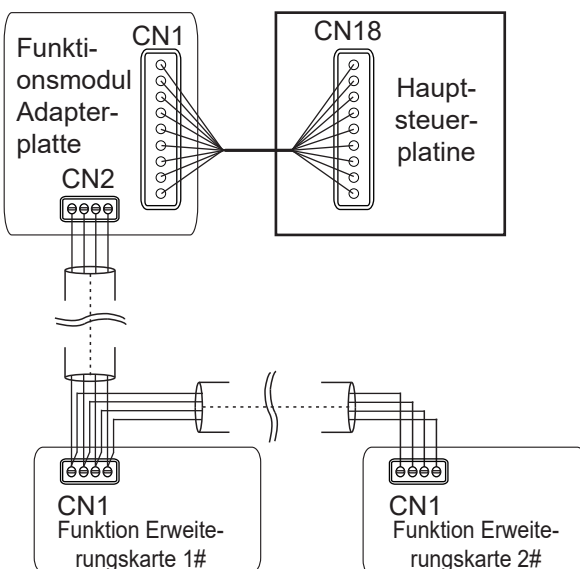 Funkti-
onsmodul
Adapter-
platte
CN1
CN2
CN18
Haupt-
steuer-
platine
CN1
Funktion Erweite-
rungskarte 1#
CN1
Funktion Erweite-
rungskarte 2#